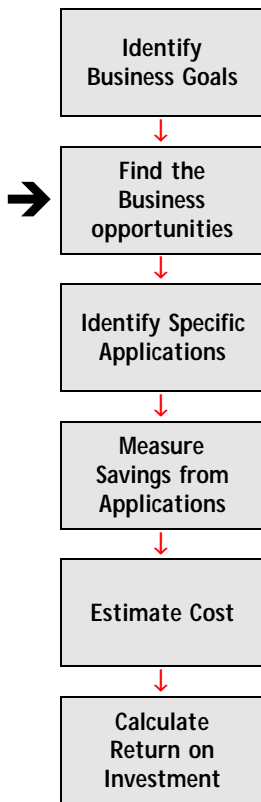 Identify
Business Goals
Find the
Business
opportunities
Identify Specific
Applications
Measure
Savings from
Applications
Estimate Cost
Calculate
Return on
Investment